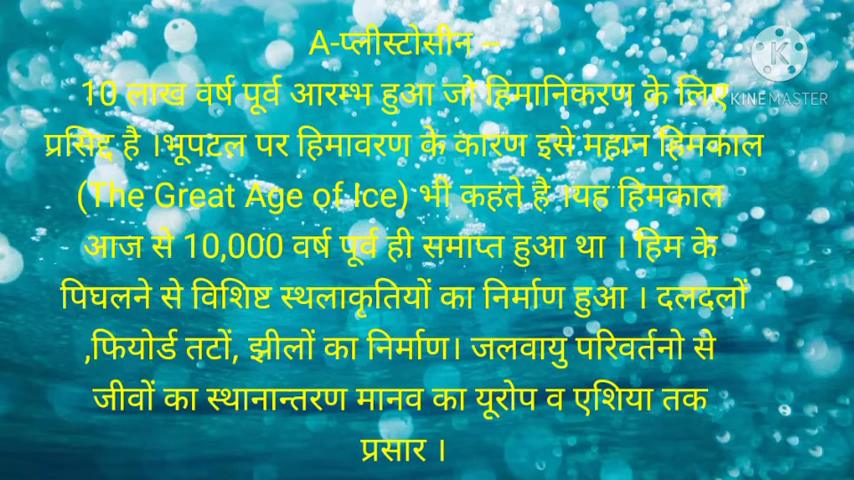 A-प्लीस्टोसीन –
10 लाख वर्ष पूर्व आरम्भ हुआ जो हिमानिकरण के लिए
KINEMASTER
प्रसिद्द है ।भूपटल पर हिमावरण के कारण इसे महान हिमकाल
(The Great Age of Ice) भी कहते है ।यह हिमकाल
आज से 10,000 वर्ष पूर्व ही समाप्त हुआ था । हिम के
पिघलने से विशिष्ट स्थलाकृतियों का निर्माण हुआ । दलदलों
,फियोर्ड तटों, झीलों का निर्माण। जलवायु परिवर्तनो से
जीवों का स्थानान्तरण मानव का यूरोप व एशिया तक
प्रसार ।